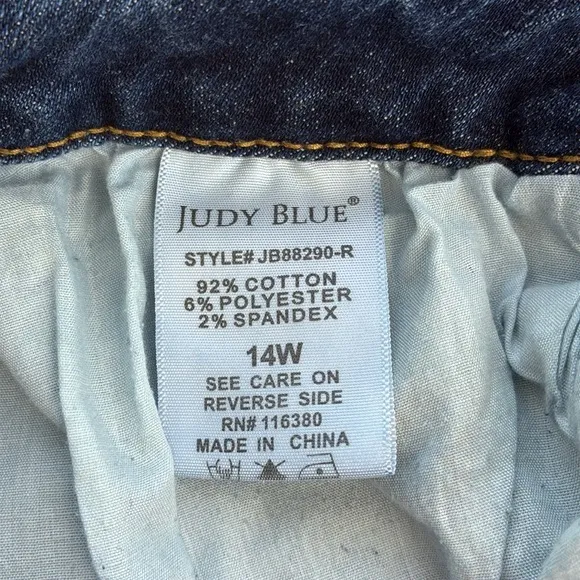 JUDY BLUE®
STYLE# JB88290-R
92% COTTON
6% POLYESTER
2% SPANDEX
14W
SEE CARE ON
REVERSE SIDE
RN# 116380
MADE IN CHINA